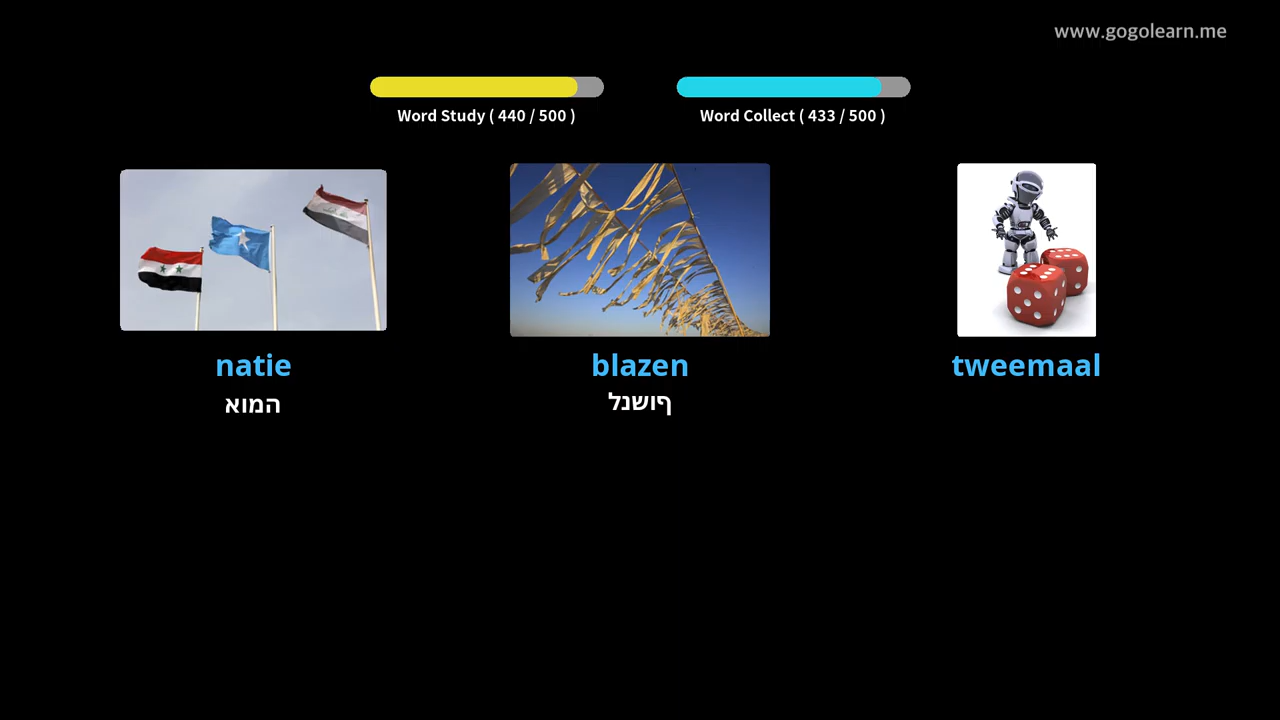 www.gogolearn.me
Word Study ( 440 / 500 )
Word Collect ( 433 / 500 )
natie
blazen
tweemaal
המוא
ףושנל